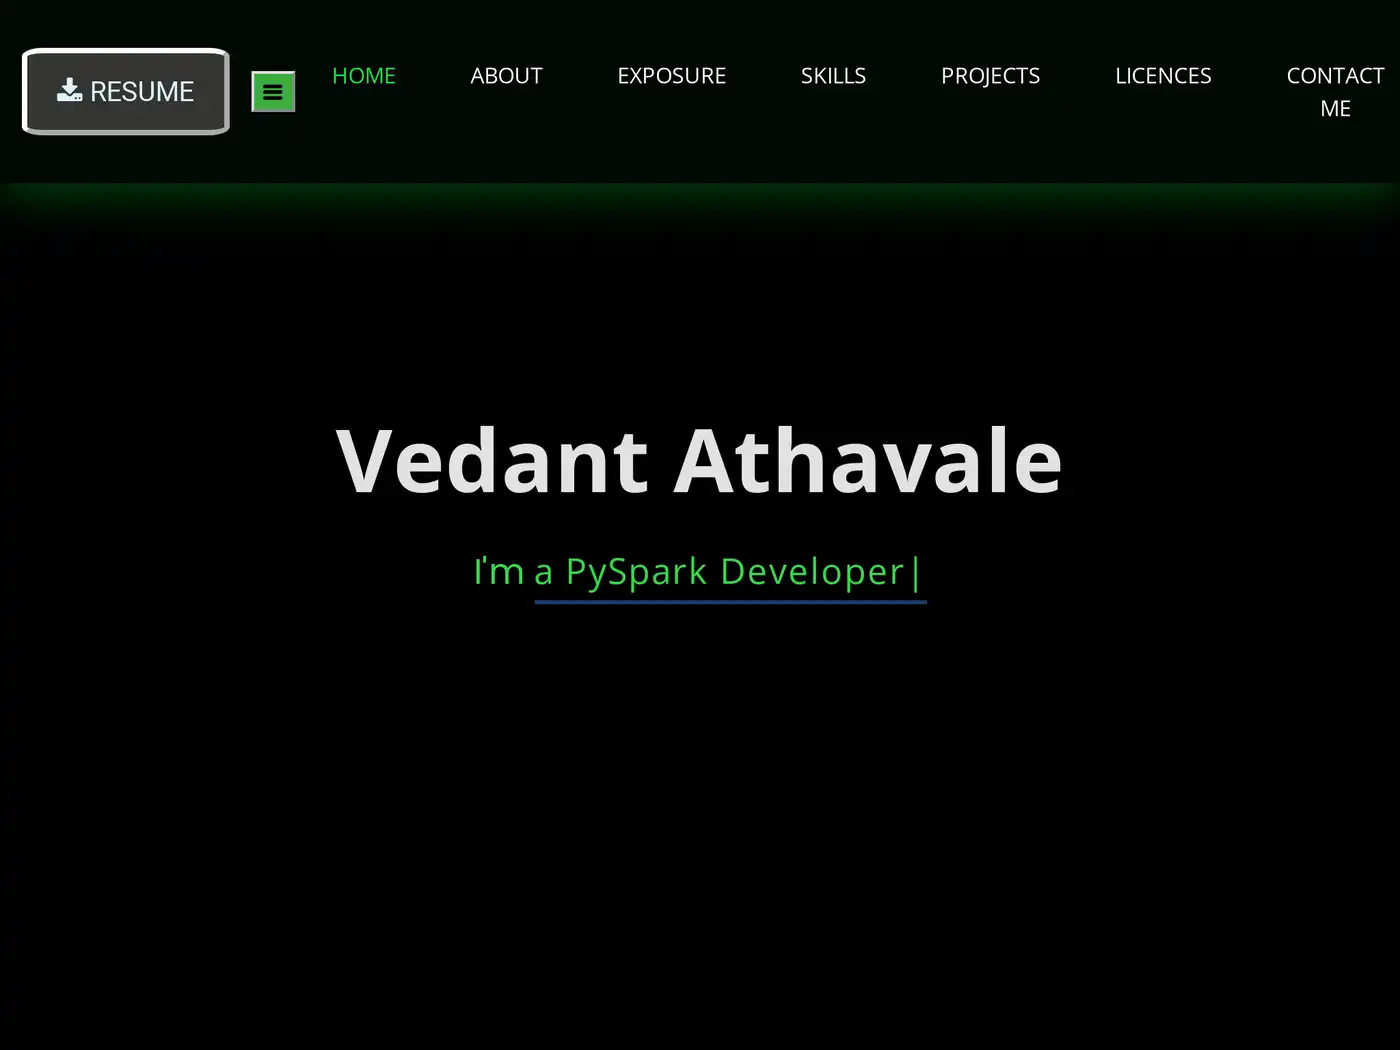 RESUME
HOME
ABOUT
EXPOSURE
SKILLS
PROJECTS
LICENCES
CONTACT
ME
Vedant Athavale
I'm a PySpark Developer|